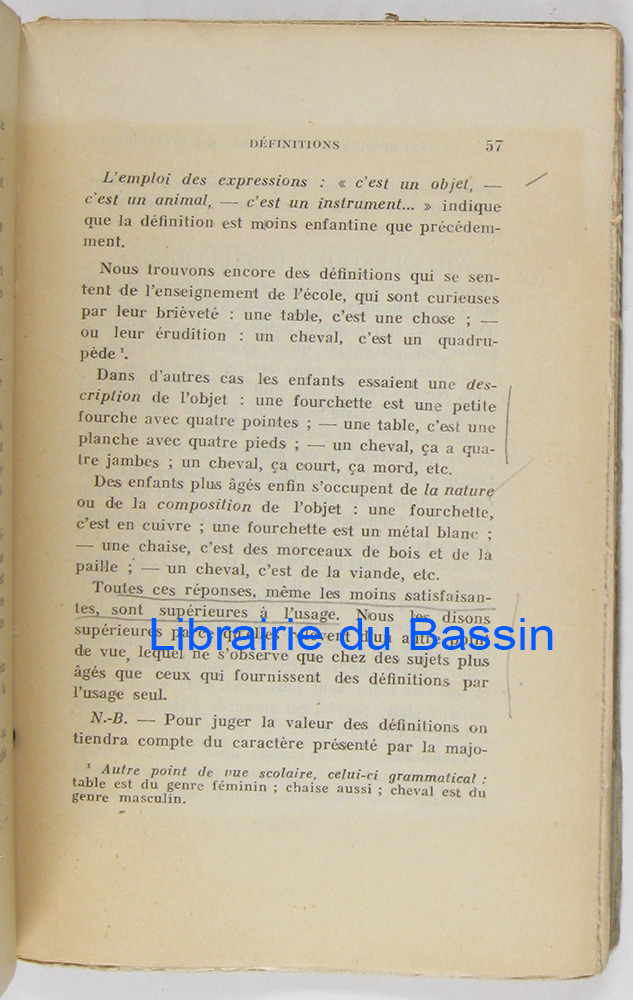 DÉFINITIONS 57
L'emploi des expressions : « c'est un objet, —
c'est un animal, — c'est un instrument... » indique
que la définition est moins enfantine que précédem-
ment.
Nous trouvons encore des définitions qui se sen-
tent de l'enseignement de l'école, qui sont curieuses
par leur brièveté : une table, c'est une chose ; —
ou leur érudition : un cheval, c'est un quadru-
pède ¹.
Dans d'autres cas les enfants essaient une des-
cription de l'objet : une fourchette est une petite
fourche avec quatre pointes ; — une table, c'est une
planche avec quatre pieds ; — un cheval, ça a qua-
tre jambes ; un cheval, ça court, ça mord, etc.
Des enfants plus âgés enfin s'occupent de la nature
ou de la composition de l'objet : une fourchette,
c'est en cuivre ; une fourchette est un métal blanc ;
— une chaise, c'est des morceaux de bois et de la
paille ; — un cheval, c'est de la viande, etc.
Toutes ces réponses, même les moins satisfaisan-
tes, sont supérieures à l'usage. Nous les disons
supérieures d'un
Librairie du Bassin
de vue, lequel ne s'observe que chez des sujets plus
âgés que ceux qui fournissent des définitions par
l'usage seul.
N.-B. — Pour juger la valeur des définitions on
tiendra compte du caractère présenté par la majo-
¹ Autre point de vue scolaire, celui-ci grammatical :
table est du genre féminin ; chaise aussi ; cheval est du
genre masculin.